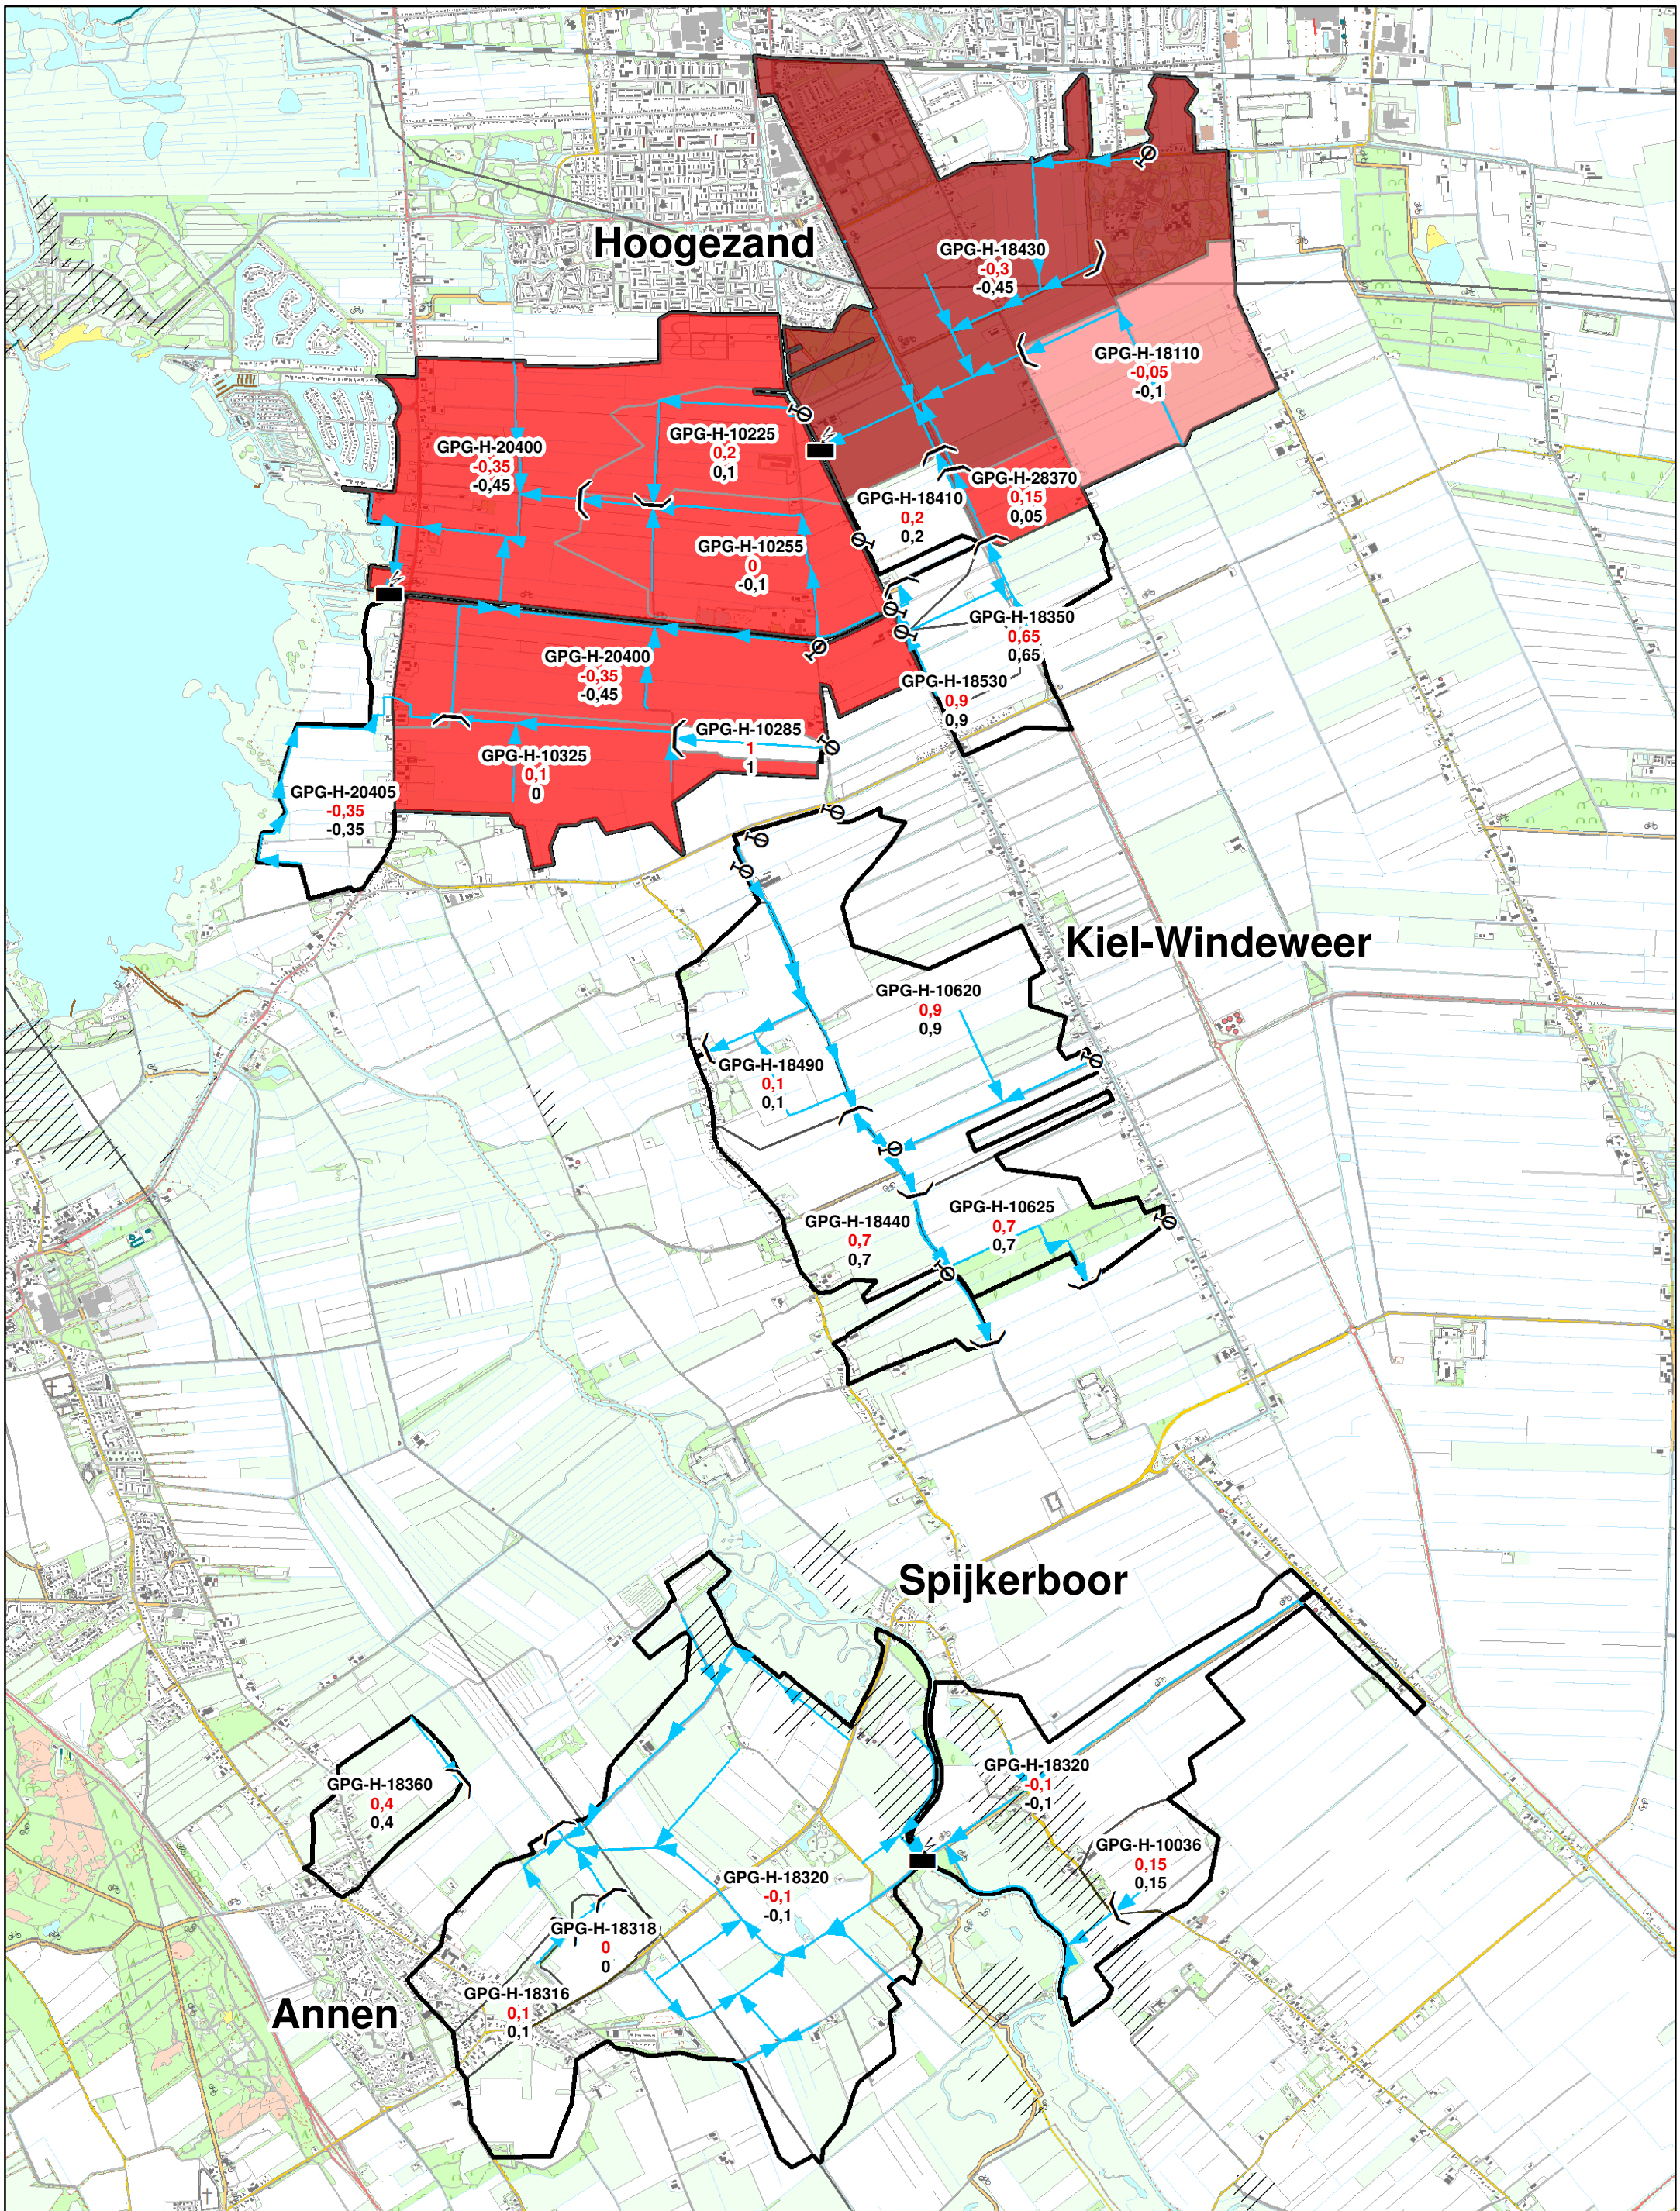 Hoogezand
GPG-H-18430
-0,3
-0,45
GPG-H-18110
-0,05
-0,1
GPG-H-20400
-0,35
-0,45
GPG-H-10225
0,2
0,1
GPG-H-28370
0,15
0,05
GPG-H-18410
0,2
0,2
GPG-H-10255
0
-0,1
GPG-H-18350
0,65
0,65
GPG-H-20400
-0,35
-0,45
GPG-H-18530
0,9
0,9
GPG-H-10285
1
1
GPG-H-10325
0,1
0
GPG-H-20405
-0,35
-0,35
Kiel-Windeweer
GPG-H-10620
0,9
0,9
GPG-H-18490
0,1
0,1
GPG-H-10625
0,7
0,7
GPG-H-18440
0,7
0,7
Spijkerboor
GPG-H-18320
-0,1
-0,1
GPG-H-18360
0,4
0,4
GPG-H-10036
0,15
0,15
GPG-H-18320
-0,1
-0,1
GPG-H-18318
0
0
GPG-H-18316
0,1
0,1
Annen